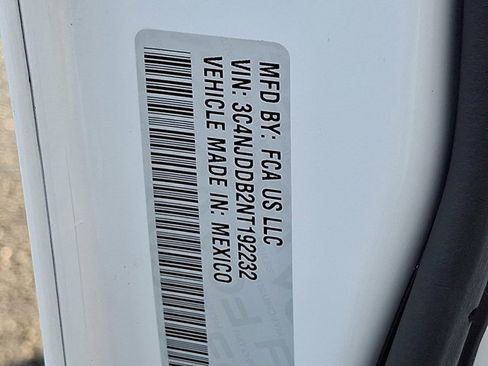 MFD BY: FCA US LLC
VIN: 3C4NJDDB2NT192232
VEHICLE MADE IN: MEXICO